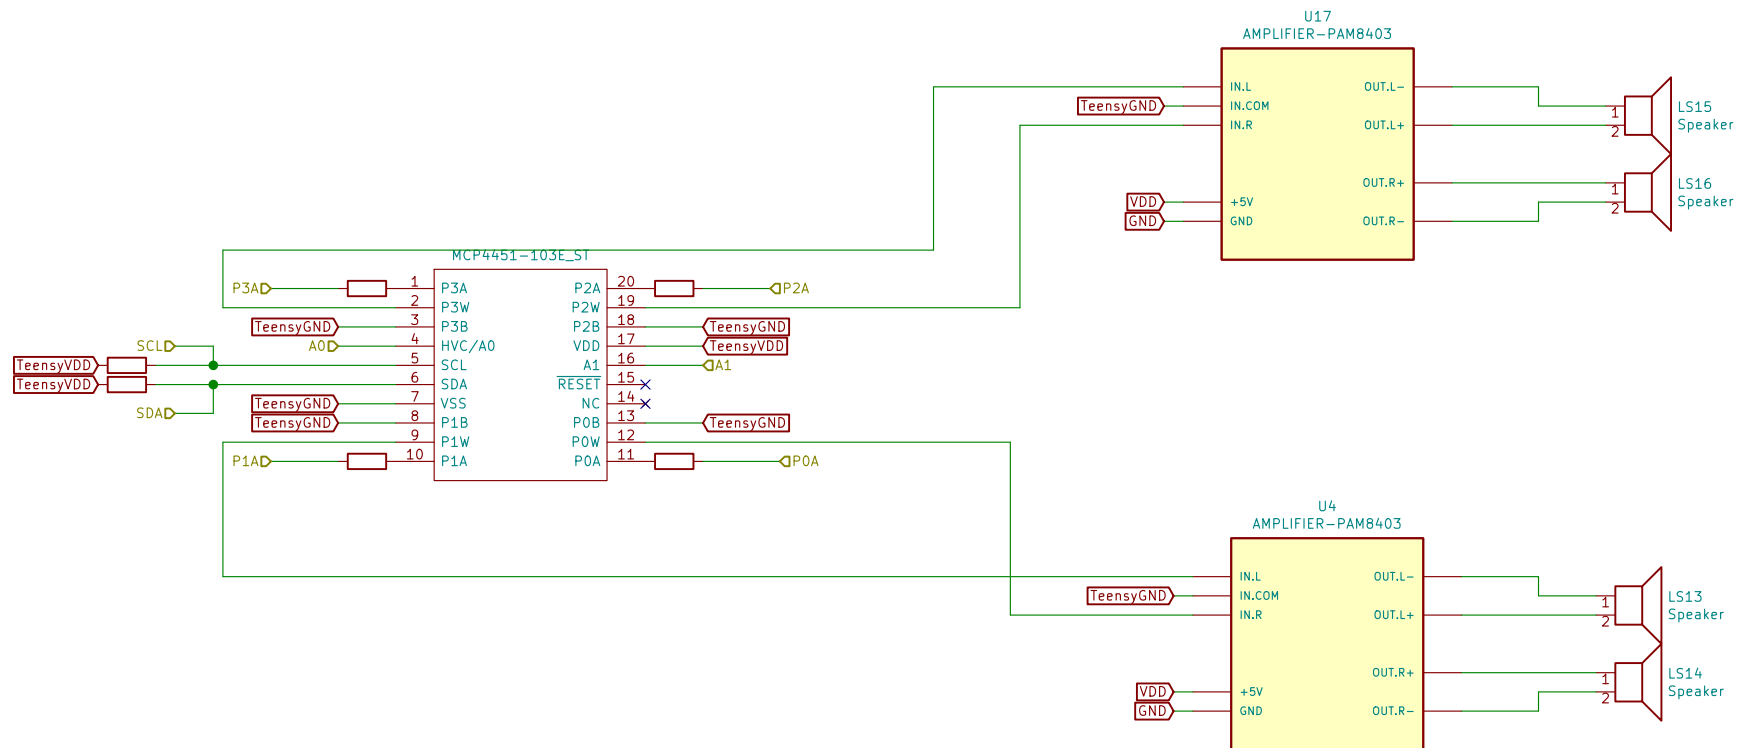 U17
AMPLIFIER-PAM8403
IN.L
IN.COM
IN.R
+5V
GND
OUT.L-
OUT.L+
OUT.R+
OUT.R-
TeensyGND
VDD
GND
1
2
LS15
Speaker
1
2
LS16
Speaker
MCP4451-103E_ST
P3A
1
P3A
2
P3W
TeensyGND
3
P3B
A0
4
HVC/A0
SCL
TeensyVDD
5
SCL
TeensyVDD
6
SDA
SDA
TeensyGND
7
VSS
TeensyGND
8
P1B
9
P1W
P1A
10
P1A
P2A
20
P2A
P2W
19
P2B
18
TeensyGND
VDD
17
TeensyVDD
A1
16
A1
RESET
15
NC
14
P0B
13
TeensyGND
P0W
12
P0A
11
P0A
U4
AMPLIFIER-PAM8403
IN.L
IN.COM
IN.R
+5V
GND
OUT.L-
OUT.L+
OUT.R+
OUT.R-
TeensyGND
VDD
GND
1
2
LS13
Speaker
1
2
LS14
Speaker